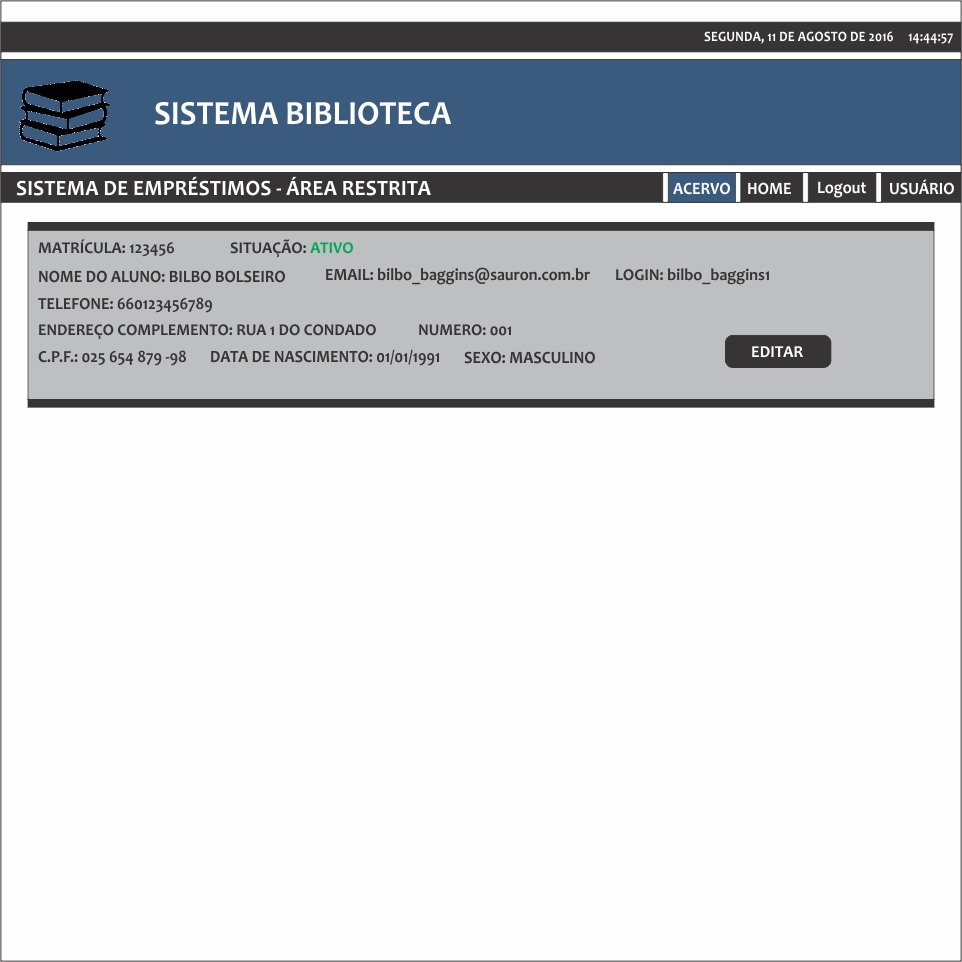 SEGUNDA, 11 DE AGOSTO DE 2016 14:44:57
SISTEMA BIBLIOTECA
SISTEMA DE EMPRÉSTIMOS - ÁREA RESTRITA ACERVO HOME Logout USUÁRIO
MATRÍCULA: 123456 SITUAÇÃO: ATIVO
NOME DO ALUNO: BILBO BOLSEIRO EMAIL: bilbo_baggins@sauron.com.br LOGIN: bilbo_baggins1
TELEFONE: 660123456789
ENDEREÇO COMPLEMENTO: RUA 1 DO CONDADO NUMERO: 001
C.P.F.: 025 654 879 -98 DATA DE NASCIMENTO: 01/01/1991 SEXO: MASCULINO EDITAR